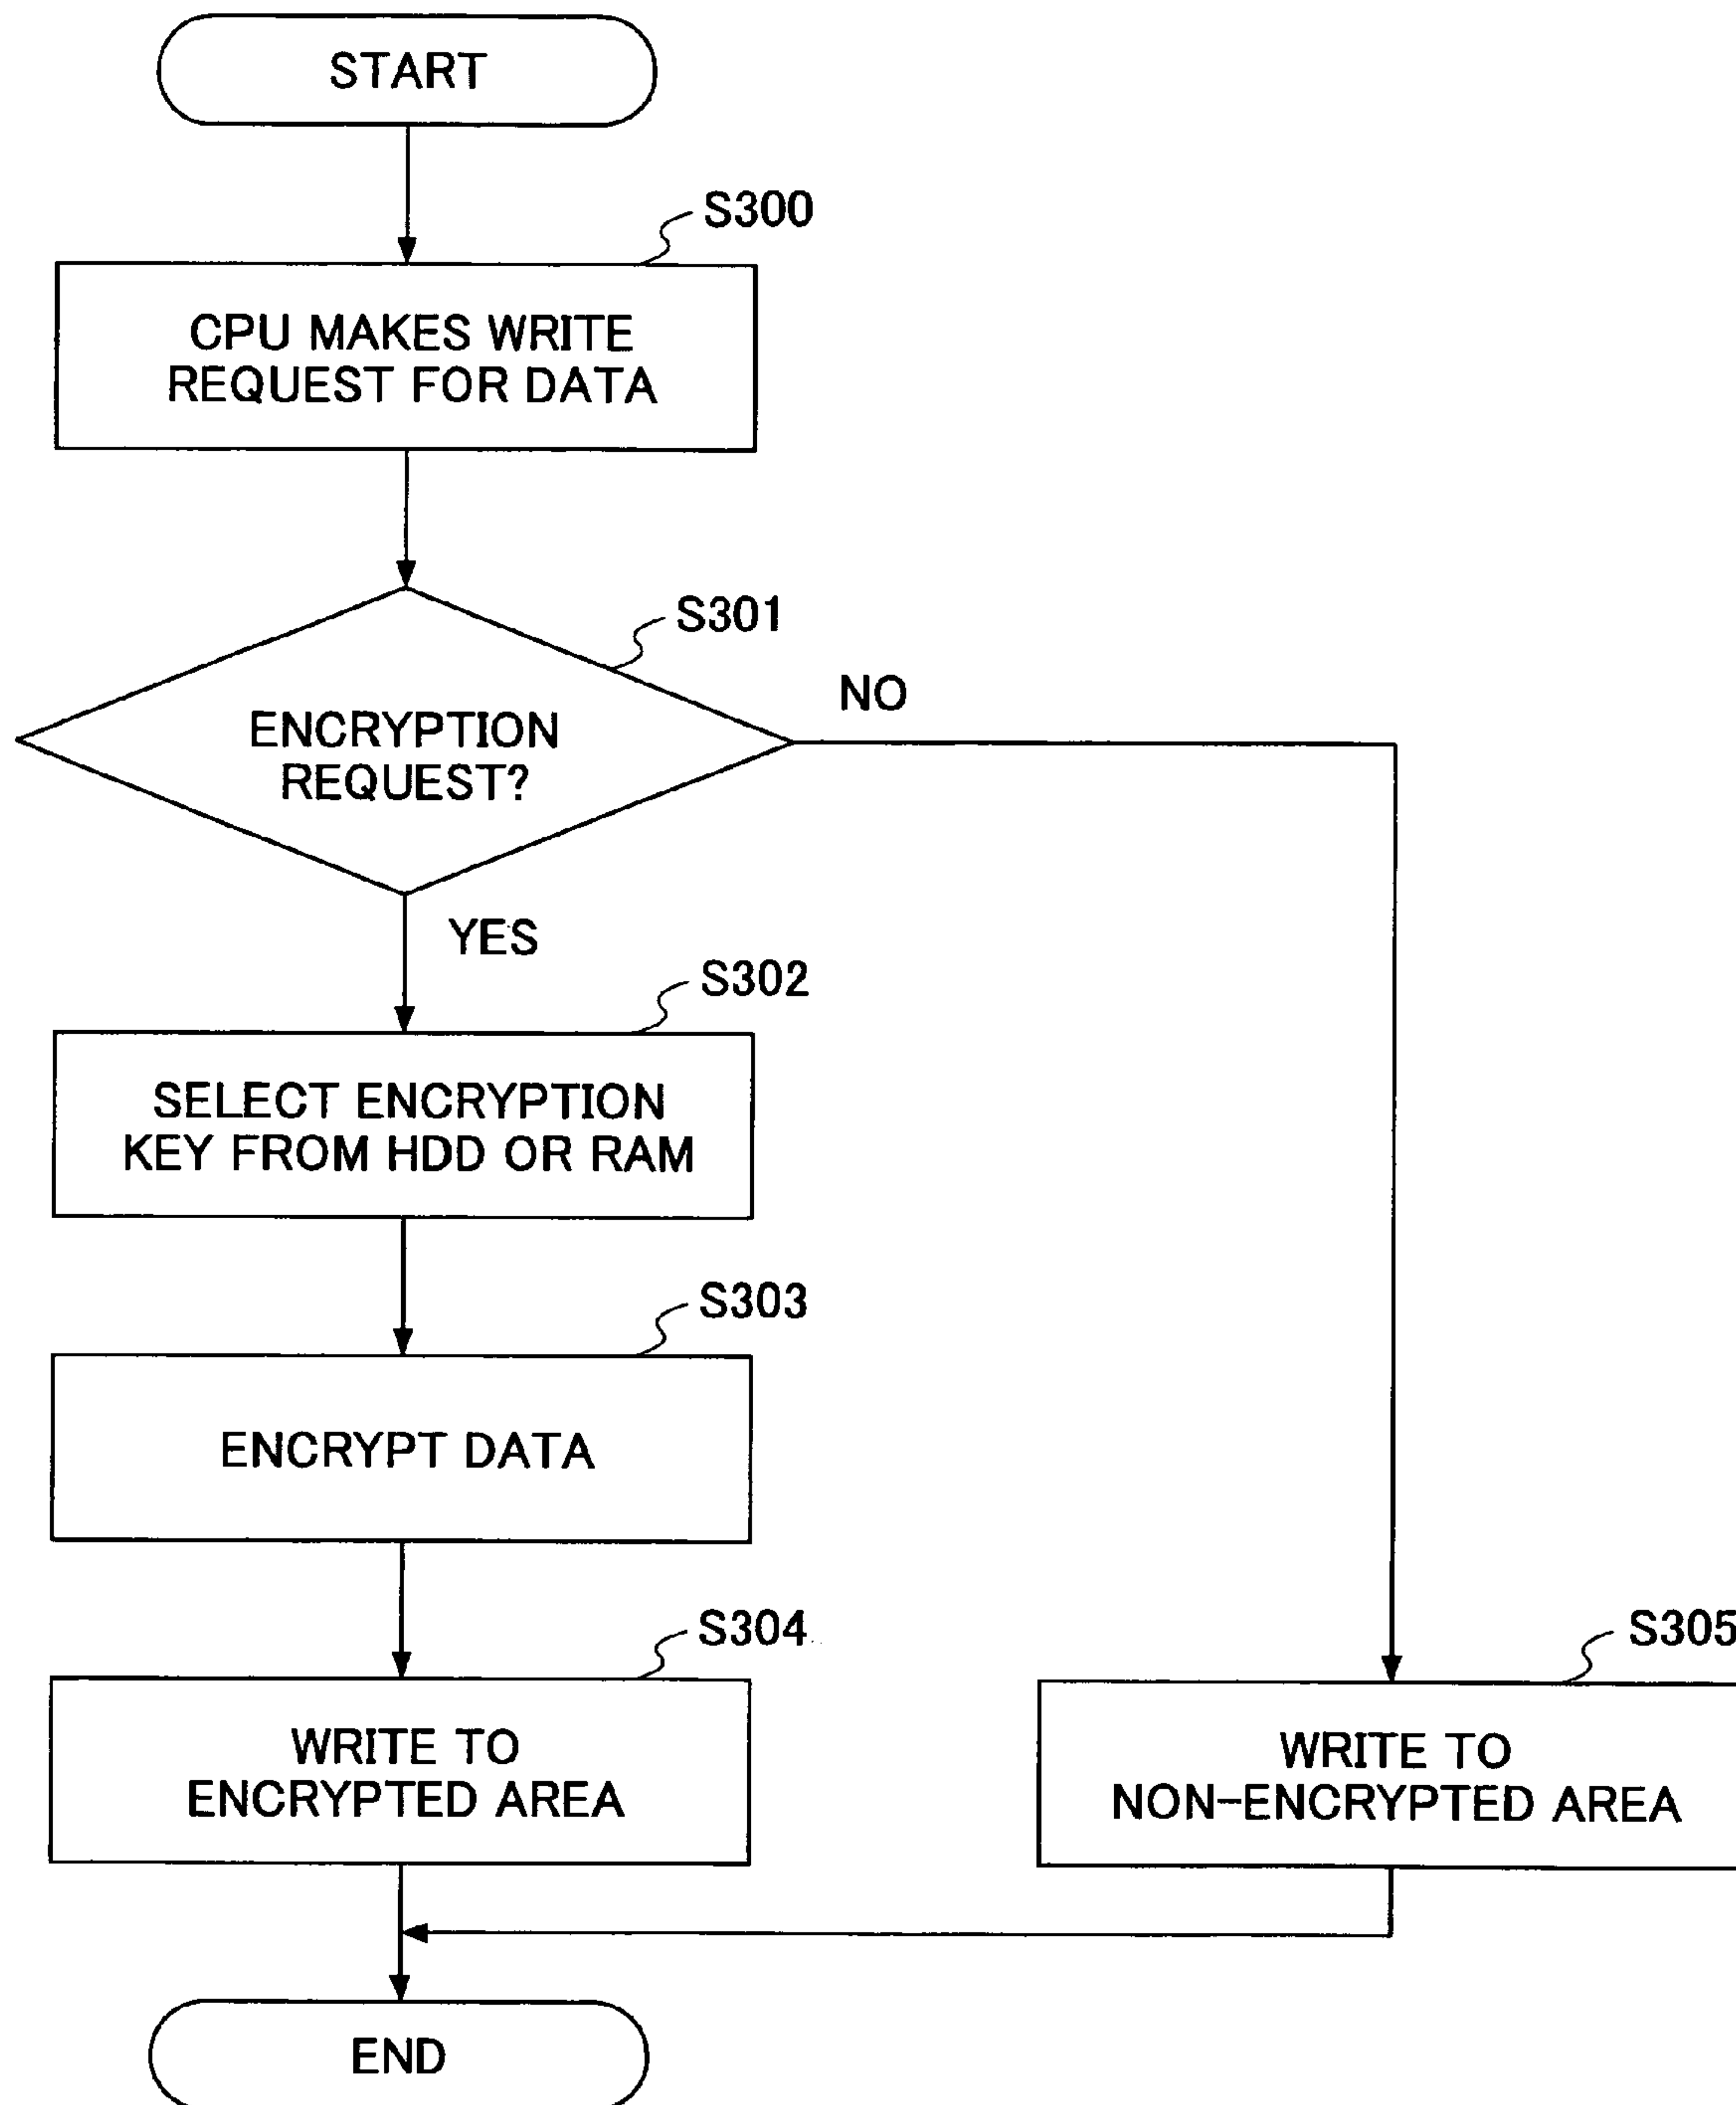 START
S300
CPU MAKES WRITE
REQUEST FOR DATA
S301
ENCRYPTION
REQUEST?
NO
YES
S302
SELECT ENCRYPTION
KEY FROM HDD OR RAM
S303
ENCRYPT DATA
S304
WRITE TO
ENCRYPTED AREA
S305
WRITE TO
NON-ENCRYPTED AREA
END